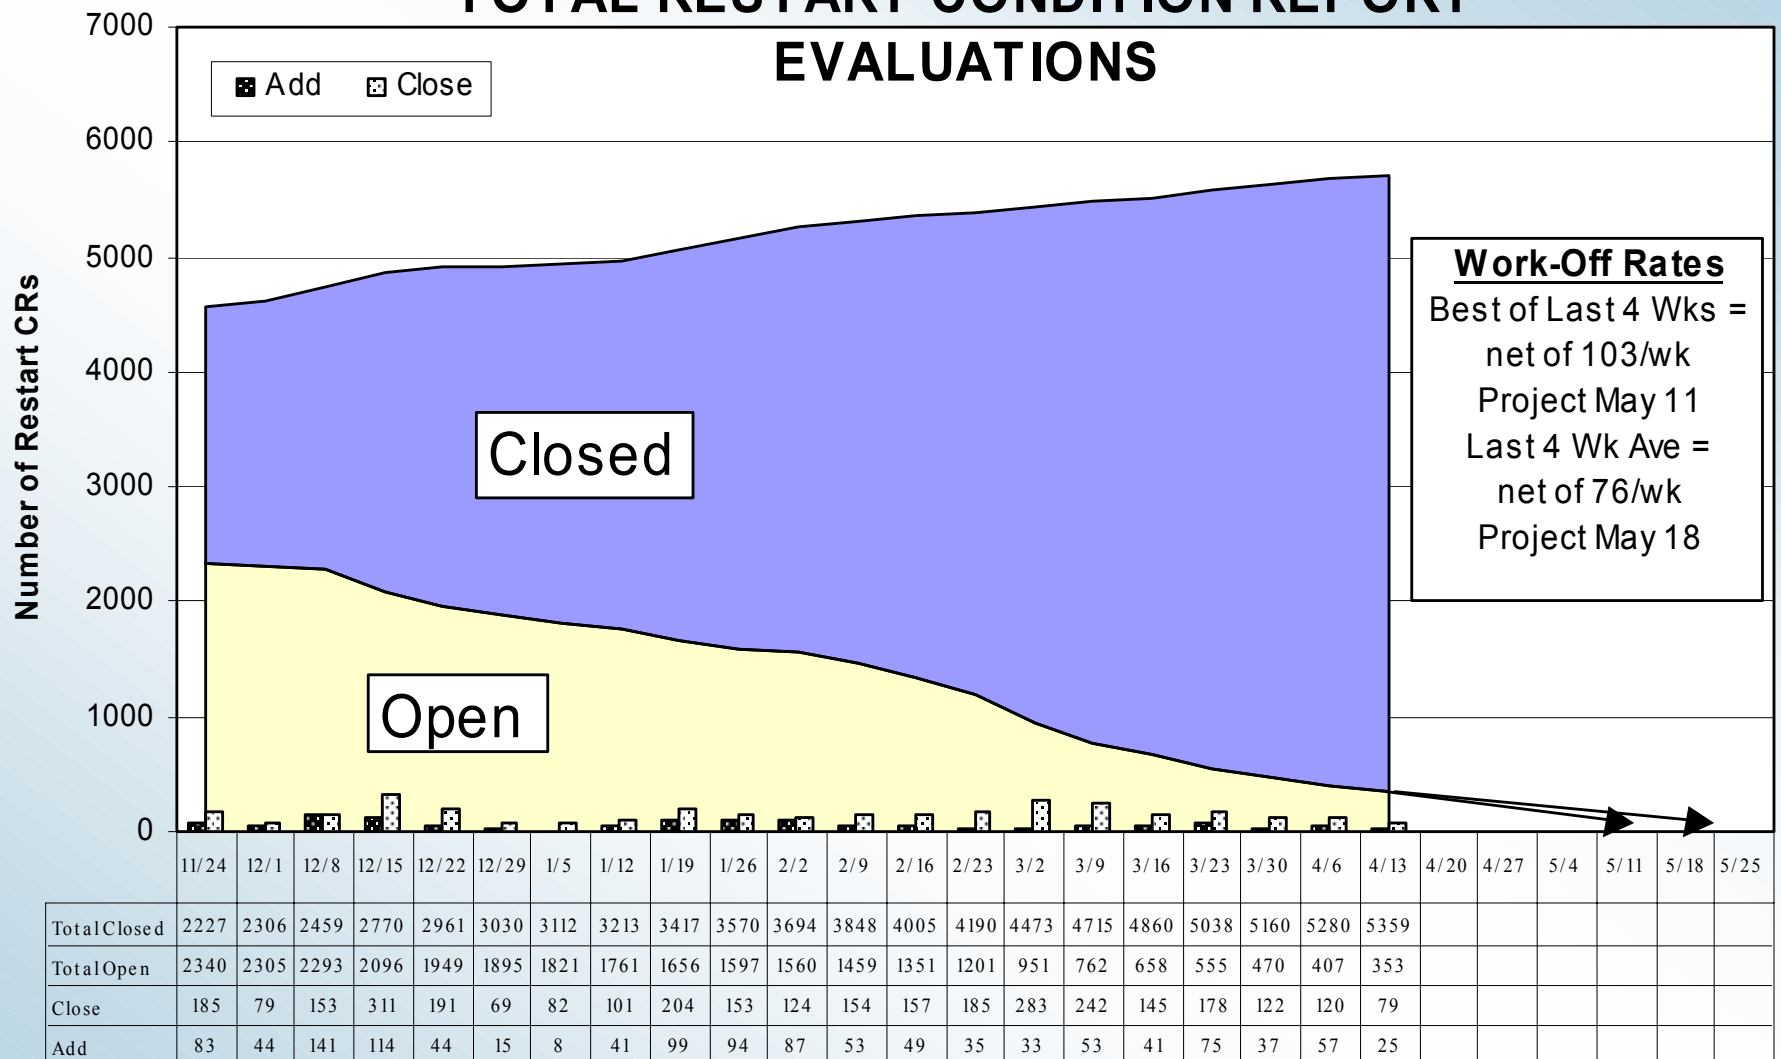 TOTAL RESTART CONDITION REPORT
EVALUATIONS
Add Close
7000
6000
5000
4000
3000
2000
1000
0
Number of Restart CRs
Closed
Open
Work-Off Rates
Best of Last 4 Wks =
net of 103/wk
Project May 11
Last 4 Wk Ave =
net of 76/wk
Project May 18
11/24 12/1 12/8 12/15 12/22 12/29 1/5 1/12 1/19 1/26 2/2 2/9 2/16 2/23 3/2 3/9 3/16 3/23 3/30 4/6 4/13 4/20 4/27 5/4 5/11 5/18 5/25
Total Closed 2227 2306 2459 2770 2961 3030 3112 3213 3417 3570 3694 3848 4005 4190 4473 4715 4860 5038 5160 5280 5359
Total Open 2340 2305 2293 2096 1949 1895 1821 1761 1656 1597 1560 1459 1351 1201 951 762 658 555 470 407 353
Close 185 79 153 311 191 69 82 101 204 153 124 154 157 185 283 242 145 178 122 120 79
Add 83 44 141 114 44 15 8 41 99 94 87 53 49 35 33 53 41 75 37 57 25